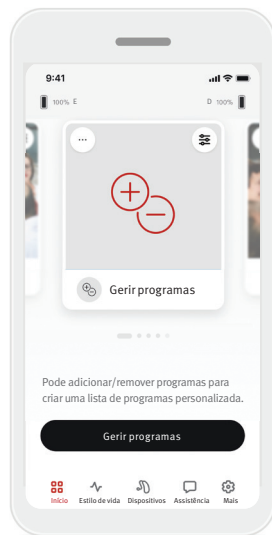 9:41
100% E
D 100%
Gerir programas
Pode adicionar/remover programas para
criar uma lista de programas personalizada.
Gerir programas
Início Estilo de vida Dispositivos Assistência Mais